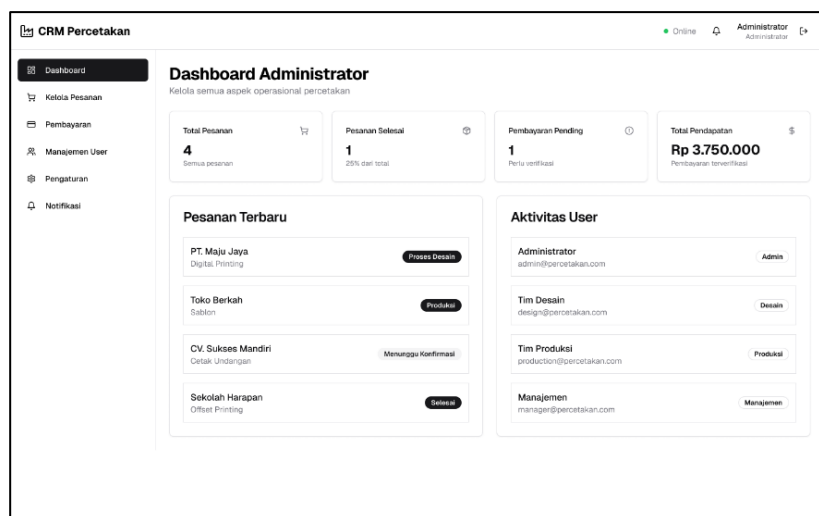 CRM Percetakan
Online
Administrator
Administrator
Dashboard
Kelola Pesanan
Pembayaran
Manajemen User
Pengaturan
Notifikasi
Dashboard Administrator
Kelola semua aspek operasional percetakan
Total Pesanan
4
Semua pesanan
Pesanan Selesai
1
25% dari total
Pembayaran Pending
1
Perlu verifikasi
Total Pendapatan
$
Rp 3.750.000
Pembayaran terverifikasi
Pesanan Terbaru
PT. Maju Jaya
Digital Printing
Proses Desain
Toko Berkah
Sablon
Produksi
CV. Sukses Mandiri
Cetak Undangan
Menunggu Konfirmasi
Sekolah Harapan
Offset Printing
Selesai
Aktivitas User
Administrator
admin@percetakan.com
Admin
Tim Desain
design@percetakan.com
Desain
Tim Produksi
production@percetakan.com
Produksi
Manajemen
manager@percetakan.com
Manajemen